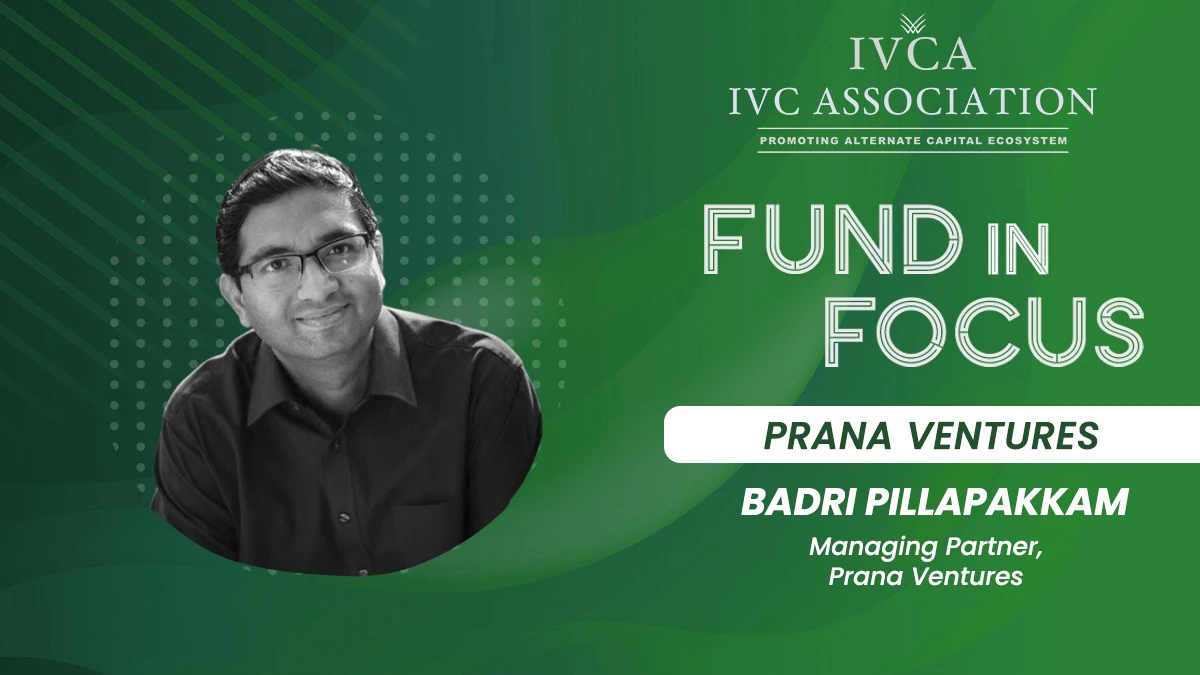 IVCA
IVC ASSOCIATION
PROMOTING ALTERNATE CAPITAL ECOSYSTEM
FUND IN
FOCUS
PRANA VENTURES
BADRI PILLAPAKKAM
Managing Partner,
Prana Ventures